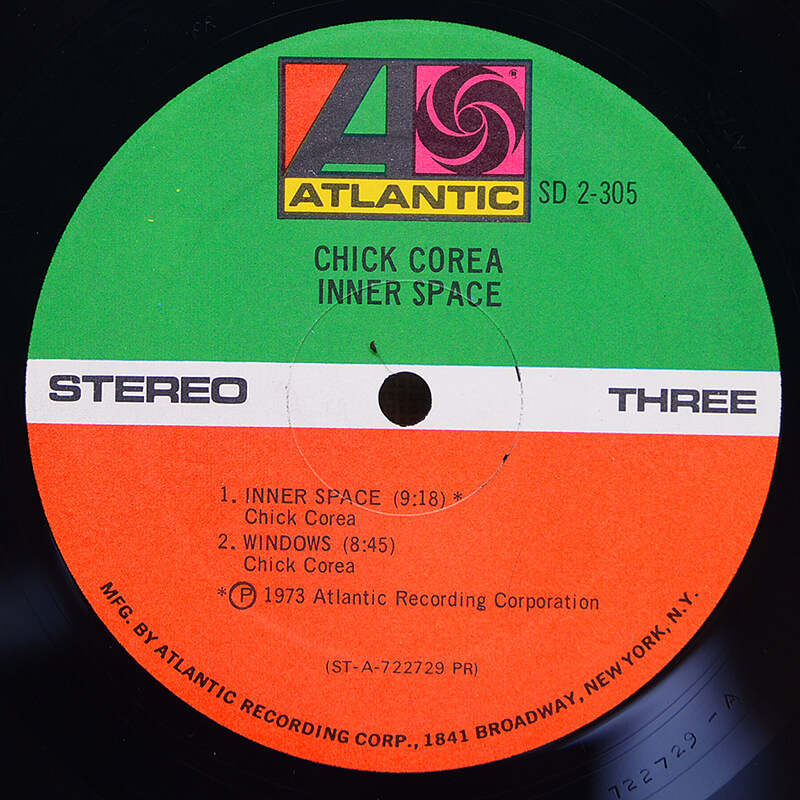 ®
ATLANTIC
SD 2-305
CHICK COREA
INNER SPACE
STEREO
THREE
1. INNER SPACE (9:18) *
Chick Corea
2. WINDOWS (8:45)
Chick Corea
*Ⓟ 1973 Atlantic Recording Corporation
(ST-A-722729 PR)
MFG. BY ATLANTIC RECORDING CORP., 1841 BROADWAY, NEW YORK, N.Y.
722729-A